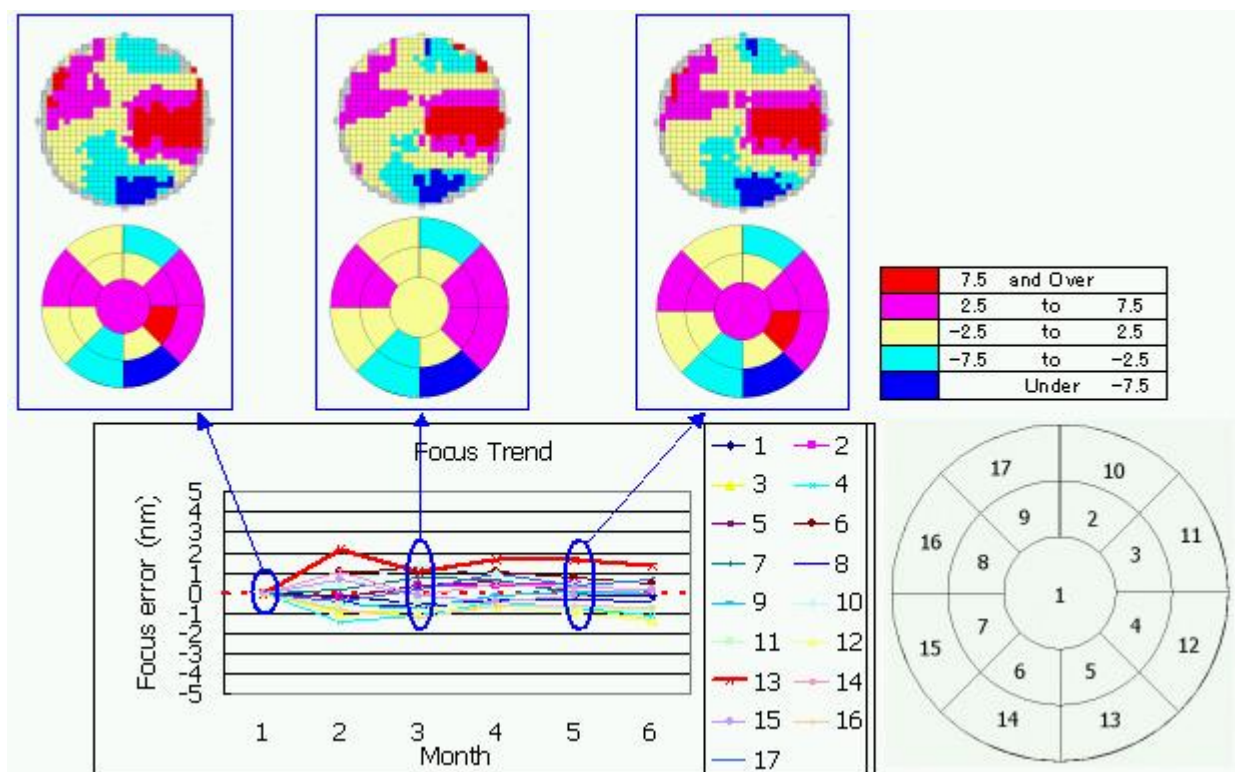 7.5 and Over
2.5 to 7.5
-2.5 to 2.5
-7.5 to -2.5
Under -7.5
Focus Trend
Focus error (nm)
5
4
3
2
1
0
-1
-2
-3
-4
-5
1 2 3 4 5 6
Month
1 2
3 4
5 6
7 8
9 10
11 12
13 14
15 16
17
17 10
9 2
16 8 3 11
1
15 7 4 12
6 5
14 13